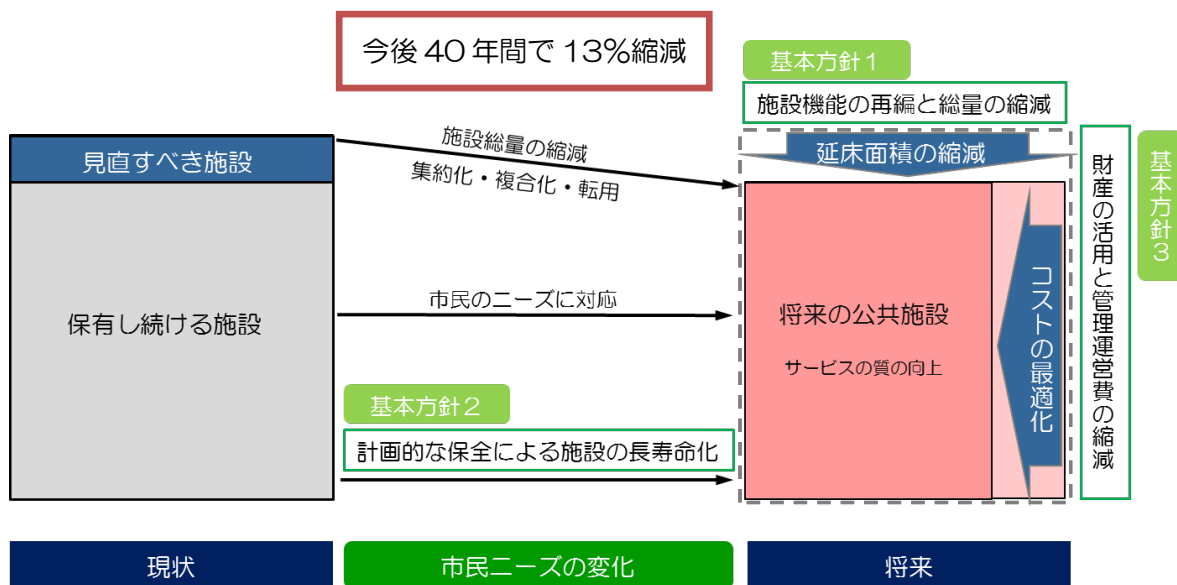 今後40年間で13%縮減
基本方針1
施設機能の再編と総量の縮減
見直すべき施設
保有し続ける施設
施設総量の縮減
集約化・複合化・転用
市民のニーズに対応
基本方針2
計画的な保全による施設の長寿命化
延床面積の縮減
将来の公共施設
サービスの質の向上
コストの最適化
財産の活用と管理運営費の縮減
基本方針3
現状
市民ニーズの変化
将来